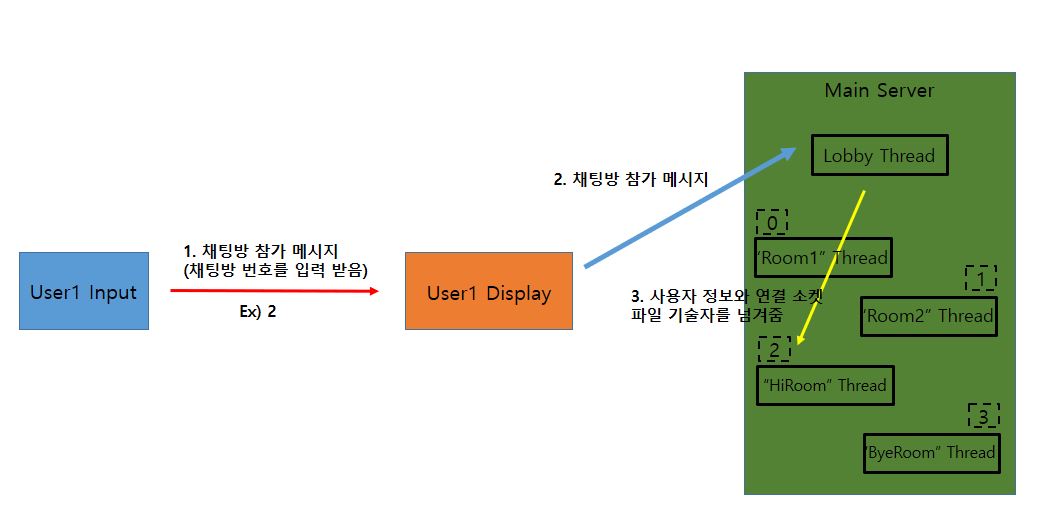 Main Server
Lobby Thread
2. 채팅방 참가 메시지
0
“Room1” Thread
1. 채팅방 참가 메시지
(채팅방 번호를 입력 받음)
Ex) 2
User1 Input
User1 Display
1
“Room2” Thread
3. 사용자 정보와 연결 소켓
파일 기술자를 넘겨줌
2
“HiRoom” Thread
3
“ByeRoom” Thread